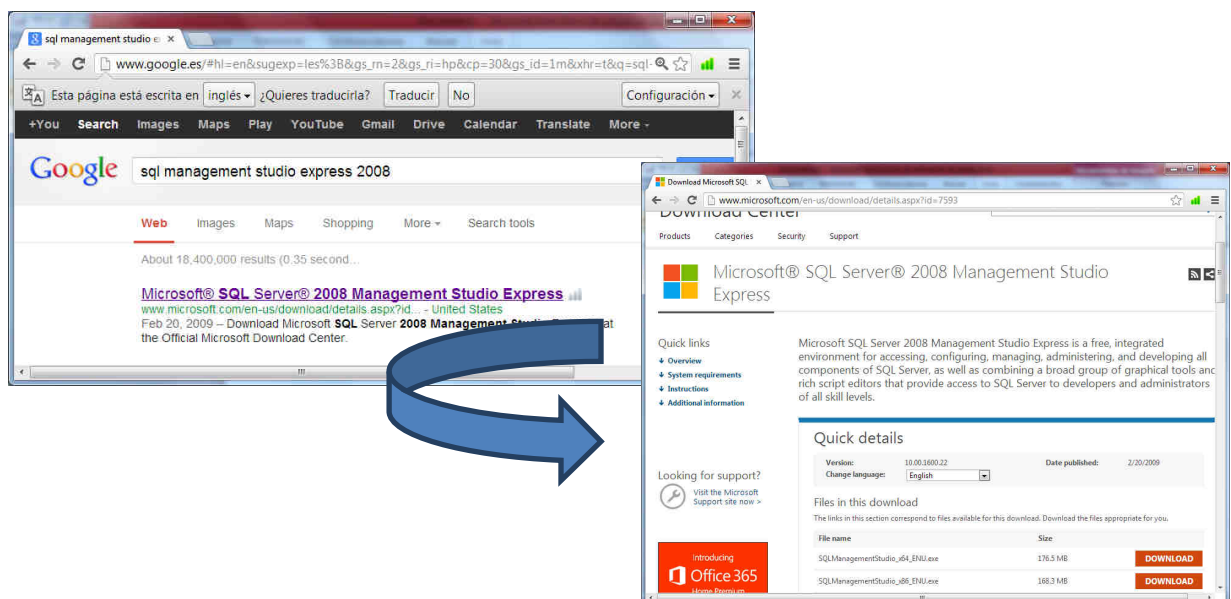 sql management studio e
www.google.es/#hl=en&sugexp=les%3B&gs_rn=2&gs_ri=hp&cp=30&gs_id=1m&xhr=t&q=sql-
Esta página está escrita en inglés ¿Quieres traducirla? Traducir No Configuración
+You Search Images Maps Play YouTube Gmail Drive Calendar Translate More
Google sql management studio express 2008
Web Images Maps Shopping More Search tools
About 18,400,000 results (0.35 second...
Microsoft® SQL Server® 2008 Management Studio Express
www.microsoft.com/en-us/download/details.aspx?id... - United States
Feb 20, 2009 – Download Microsoft SQL Server 2008 Management at
the Official Microsoft Download Center.
Download Microsoft SQL
www.microsoft.com/en-us/download/details.aspx?id=7593
Download Center
Products Categories Security Support
Microsoft® SQL Server® 2008 Management Studio
Express
Quick links
Overview
System requirements
Instructions
Additional information
Microsoft SQL Server 2008 Management Studio Express is a free, integrated
environment for accessing, configuring, managing, administering, and developing all
components of SQL Server, as well as combining a broad group of graphical tools and
rich script editors that provide access to SQL Server to developers and administrators
of all skill levels.
Quick details
Version: 10.00.1600.22 Date published: 2/20/2009
Change language: English
Looking for support?
Visit the Microsoft
Support site now >
Files in this download
The links in this section correspond to files available for this download. Download the files appropriate for you.
File name Size
SQLManagementStudio_x64_ENU.exe 176.5 MB DOWNLOAD
SQLManagementStudio_x86_ENU.exe 168.3 MB DOWNLOAD
Introducing
Office 365
Home Premium